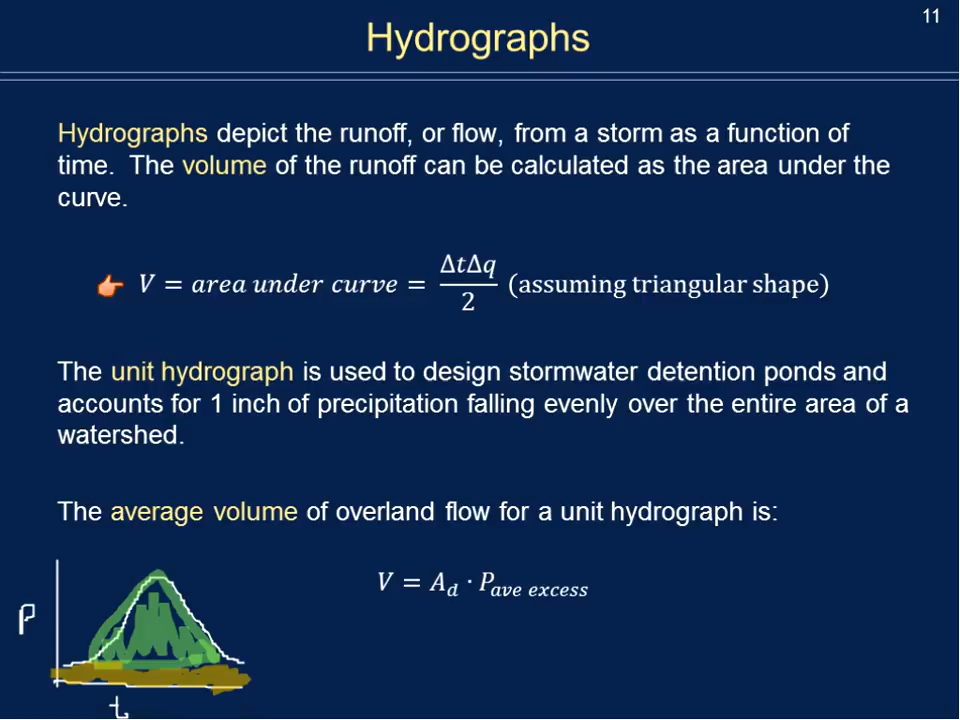 11
Hydrographs
Hydrographs depict the runoff, or flow, from a storm as a function of
time. The volume of the runoff can be calculated as the area under the
curve.
V = area under curve = ΔtΔq/2 (assuming triangular shape)
The unit hydrograph is used to design stormwater detention ponds and
accounts for 1 inch of precipitation falling evenly over the entire area of a
watershed.
The average volume of overland flow for a unit hydrograph is:
V = A_d · P_ave excess
P
t